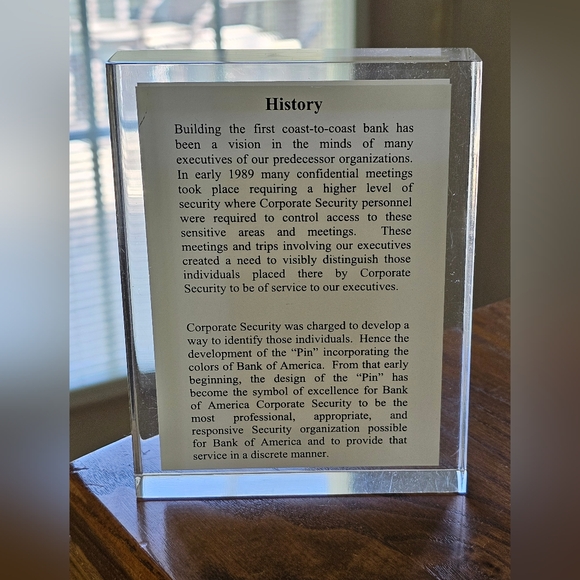 History
Building the first coast-to-coast bank has
been a vision in the minds of many
executives of our predecessor organizations.
In early 1989 many confidential meetings
took place requiring a higher level of
security where Corporate Security personnel
were required to control access to these
sensitive areas and meetings. These
meetings and trips involving our executives
created a need to visibly distinguish those
individuals placed there by Corporate
Security to be of service to our executives.
Corporate Security was charged to develop a
way to identify those individuals. Hence the
development of the “Pin” incorporating the
colors of Bank of America. From that early
beginning, the design of the “Pin” has
become the symbol of excellence for Bank
of America Corporate Security to be the
most professional, appropriate, and
responsive Security organization possible
for Bank of America and to provide that
service in a discrete manner.